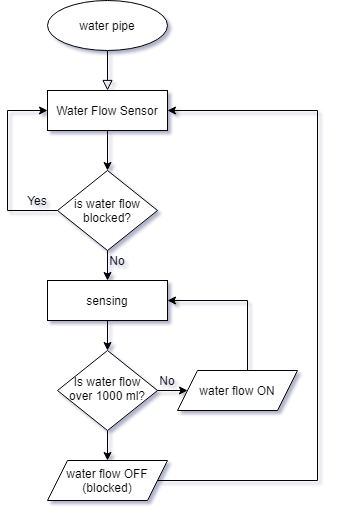 water pipe
Water Flow Sensor
Yes
is water flow
blocked?
No
sensing
Is water flow
over 1000 ml?
No
water flow ON
water flow OFF
(blocked)